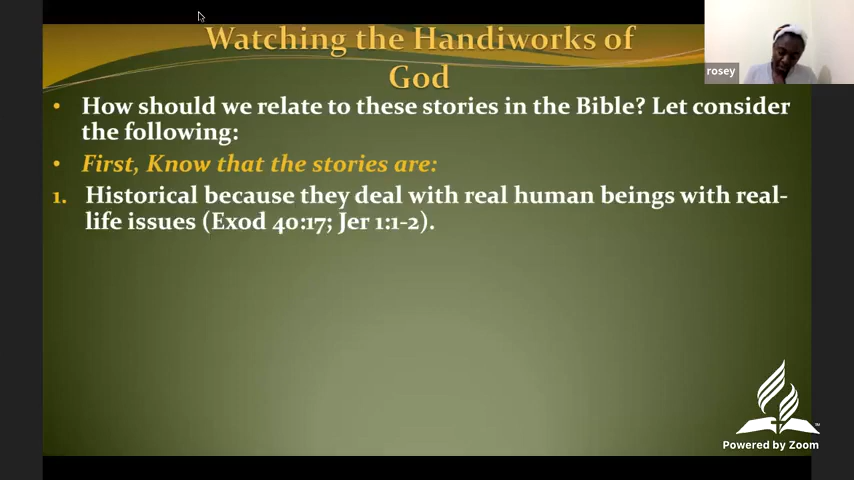 Watching the Handiworks of
God
rosey
• How should we relate to these stories in the Bible? Let consider
the following:
• First, Know that the stories are:
1. Historical because they deal with real human beings with real-
life issues (Exod 40:17; Jer 1:1-2).
Powered by Zoom